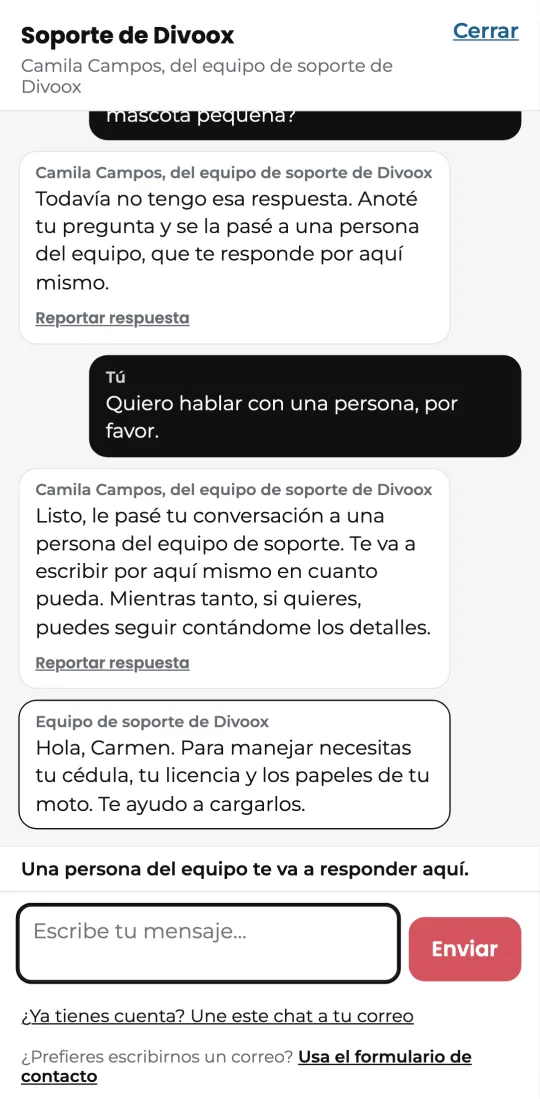 Soporte de Divoox
Cerrar
Camila Campos, del equipo de soporte de
Divoox
mascota pequeña?
Camila Campos, del equipo de soporte de Divoox
Todavía no tengo esa respuesta. Anoté
tu pregunta y se la pasé a una persona
del equipo, que te responde por aquí
mismo.
Reportar respuesta
Tú
Quiero hablar con una persona, por
favor.
Camila Campos, del equipo de soporte de Divoox
Listo, le pasé tu conversación a una
persona del equipo de soporte. Te va a
escribir por aquí mismo en cuanto
pueda. Mientras tanto, si quieres,
puedes seguir contándome los detalles.
Reportar respuesta
Equipo de soporte de Divoox
Hola, Carmen. Para manejar necesitas
tu cédula, tu licencia y los papeles de tu
moto. Te ayudo a cargarlos.
Una persona del equipo te va a responder aquí.
Escribe tu mensaje...
Enviar
¿Ya tienes cuenta? Une este chat a tu correo
¿Prefieres escribirnos un correo? Usa el formulario de
contacto